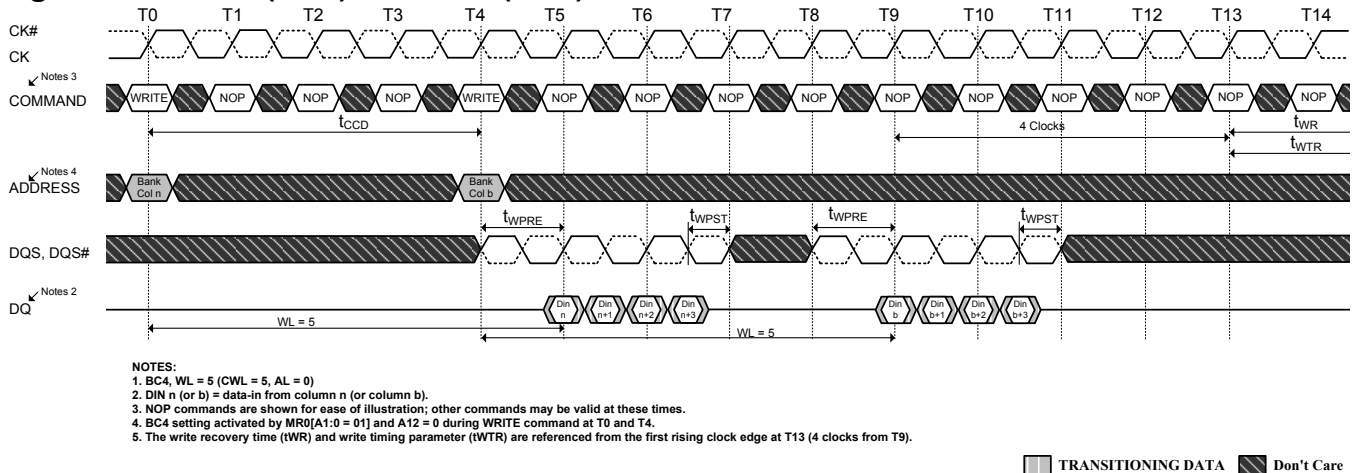 T0 T1 T2 T3 T4 T5 T6 T7 T8 T9 T10 T11 T12 T13 T14
CK#
CK
Notes 3
COMMAND
WRITE NOP NOP NOP WRITE NOP NOP NOP NOP NOP NOP NOP NOP NOP NOP
tCCD
4 Clocks
tWR
tWTR
Notes 4
ADDRESS
Bank
Col n
Bank
Col b
tWPRE tWPST tWPRE tWPST
DQS, DQS#
Notes 2
DQ
Din
n
Din
n+1
Din
n+2
Din
n+3
Din
b
Din
b+1
Din
b+2
Din
b+3
WL = 5
WL = 5
NOTES:
1. BC4, WL = 5 (CWL = 5, AL = 0)
2. DIN n (or b) = data-in from column n (or column b).
3. NOP commands are shown for ease of illustration; other commands may be valid at these times.
4. BC4 setting activated by MR0[A1:0 = 01] and A12 = 0 during WRITE command at T0 and T4.
5. The write recovery time (tWR) and write timing parameter (tWTR) are referenced from the first rising clock edge at T13 (4 clocks from T9).
TRANSITIONING DATA Don't Care